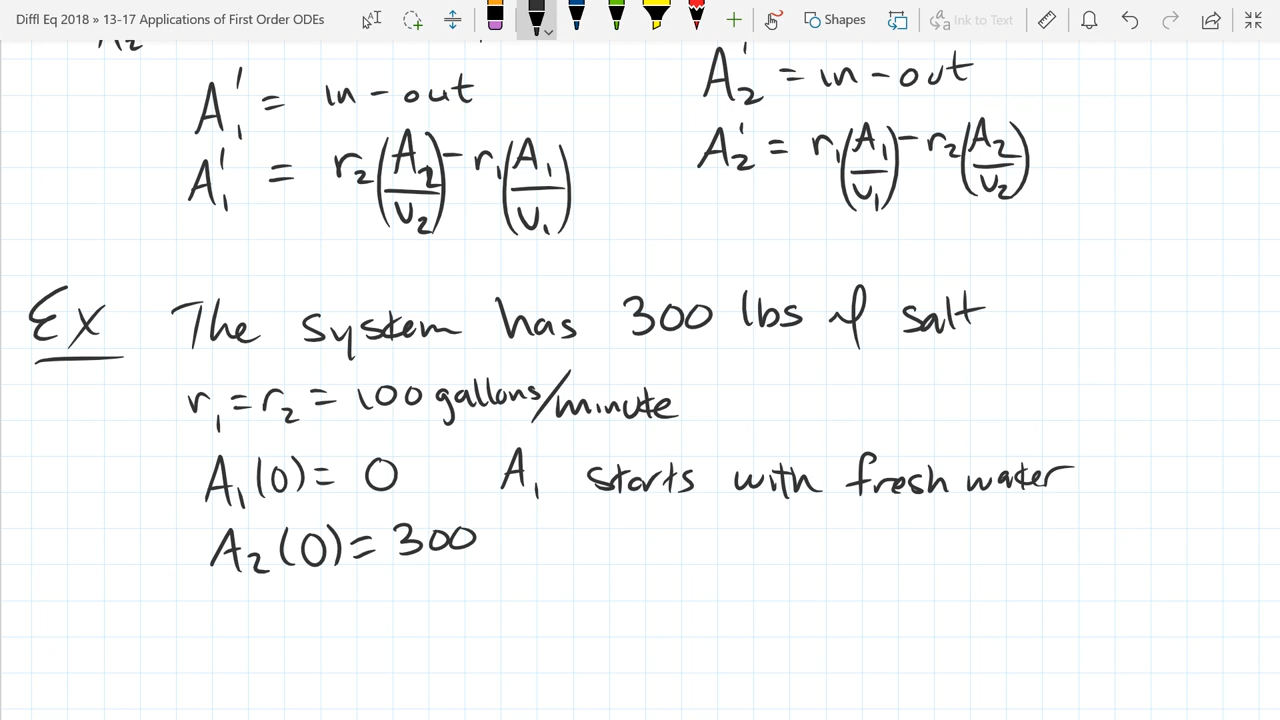 Diffl Eq 2018 » 13-17 Applications of First Order ODEs
Shapes
Ink to Text
A₂
A₁' = in - out
A₁' = r₂(A₂/V₂) - r₁(A₁/V₁)
A₂' = in - out
A₂' = r₁(A₁/V₁) - r₂(A₂/V₂)
Ex The system has 300 lbs of salt
r₁ = r₂ = 100 gallons/minute
A₁(0) = 0 A₁ starts with fresh water
A₂(0) = 300